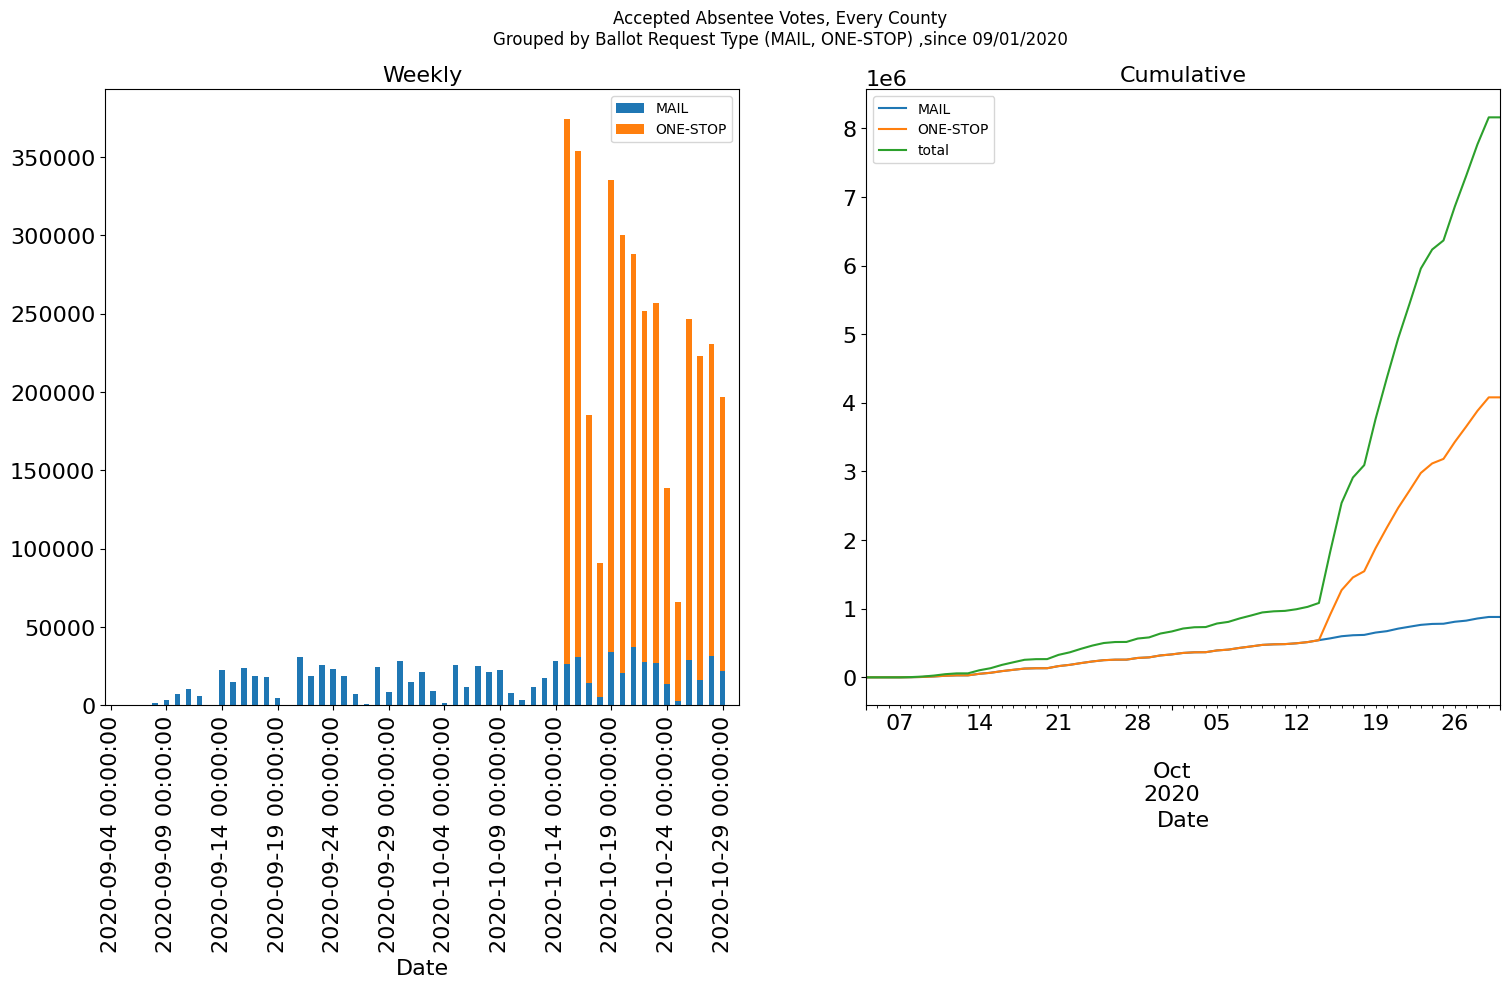 Accepted Absentee Votes, Every County
Grouped by Ballot Request Type (MAIL, ONE-STOP) ,since 09/01/2020
Weekly
MAIL
ONE-STOP
350000
300000
250000
200000
150000
100000
50000
0
2020-09-04 00:00:00
2020-09-09 00:00:00
2020-09-14 00:00:00
2020-09-19 00:00:00
2020-09-24 00:00:00
2020-09-29 00:00:00
2020-10-04 00:00:00
2020-10-09 00:00:00
2020-10-14 00:00:00
2020-10-19 00:00:00
2020-10-24 00:00:00
2020-10-29 00:00:00
Date
1e6
Cumulative
MAIL
ONE-STOP
total
8
7
6
5
4
3
2
1
0
07 14 21 28 05 12 19 26
Oct
2020
Date